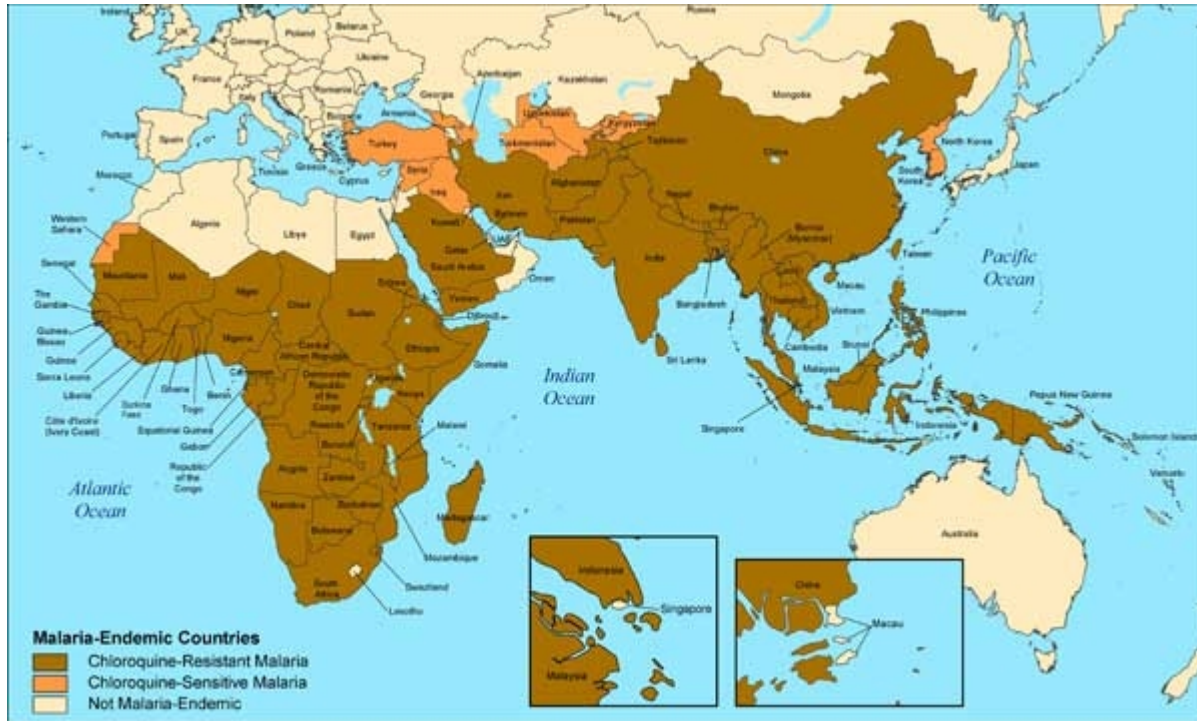 Ireland
UK
Poland
Belarus
Russia
Germany
Ukraine
France
Kazakhstan
Mongolia
Romania
Italy
Azerbaijan
Georgia
Bulgaria
Armenia
Uzbekistan
Kyrgyzstan
Portugal
Spain
Turkey
Turkmenistan
Tajikistan
North Korea
China
South
Korea
Japan
Greece
Tunisia
Cyprus
Syria
Iraq
Iran
Afghanistan
Morocco
Nepal
Bhutan
Kuwait
Bahrain
Pakistan
Western
Sahara
Algeria
Libya
Egypt
Qatar
UAE
Burma
(Myanmar)
Pacific
Ocean
Taiwan
Saudi Arabia
India
Oman
Senegal
Mauritania
Mali
Niger
Chad
Eritrea
Yemen
Macau
The
Gambia
Sudan
Djibouti
Bangladesh
Thailand
Vietnam
Philippines
Guinea
Bissau
Nigeria
Ethiopia
Somalia
Cambodia
Brunei
Guinea
Central
African Republic
Sri Lanka
Malaysia
Sierra Leone
Cameroon
Democratic
Republic
of the
Congo
Indian
Ocean
Liberia
Ghana
Benin
Kenya
Papua New Guinea
Burkina
Faso
Togo
Côte d'Ivoire
(Ivory Coast)
Equatorial Guinea
Rwanda
Tanzania
Malawi
Singapore
Indonesia
Solomon Island
Gabon
Burundi
Republic
of the
Congo
Angola
Zambia
Vanuatu
Atlantic
Ocean
Namibia
Zimbabwe
Botswana
Madagascar
Australia
Mozambique
South
Africa
Swaziland
Lesotho
Indonesia
Singapore
Malaysia
China
Macau
Malaria-Endemic Countries
Chloroquine-Resistant Malaria
Chloroquine-Sensitive Malaria
Not Malaria-Endemic